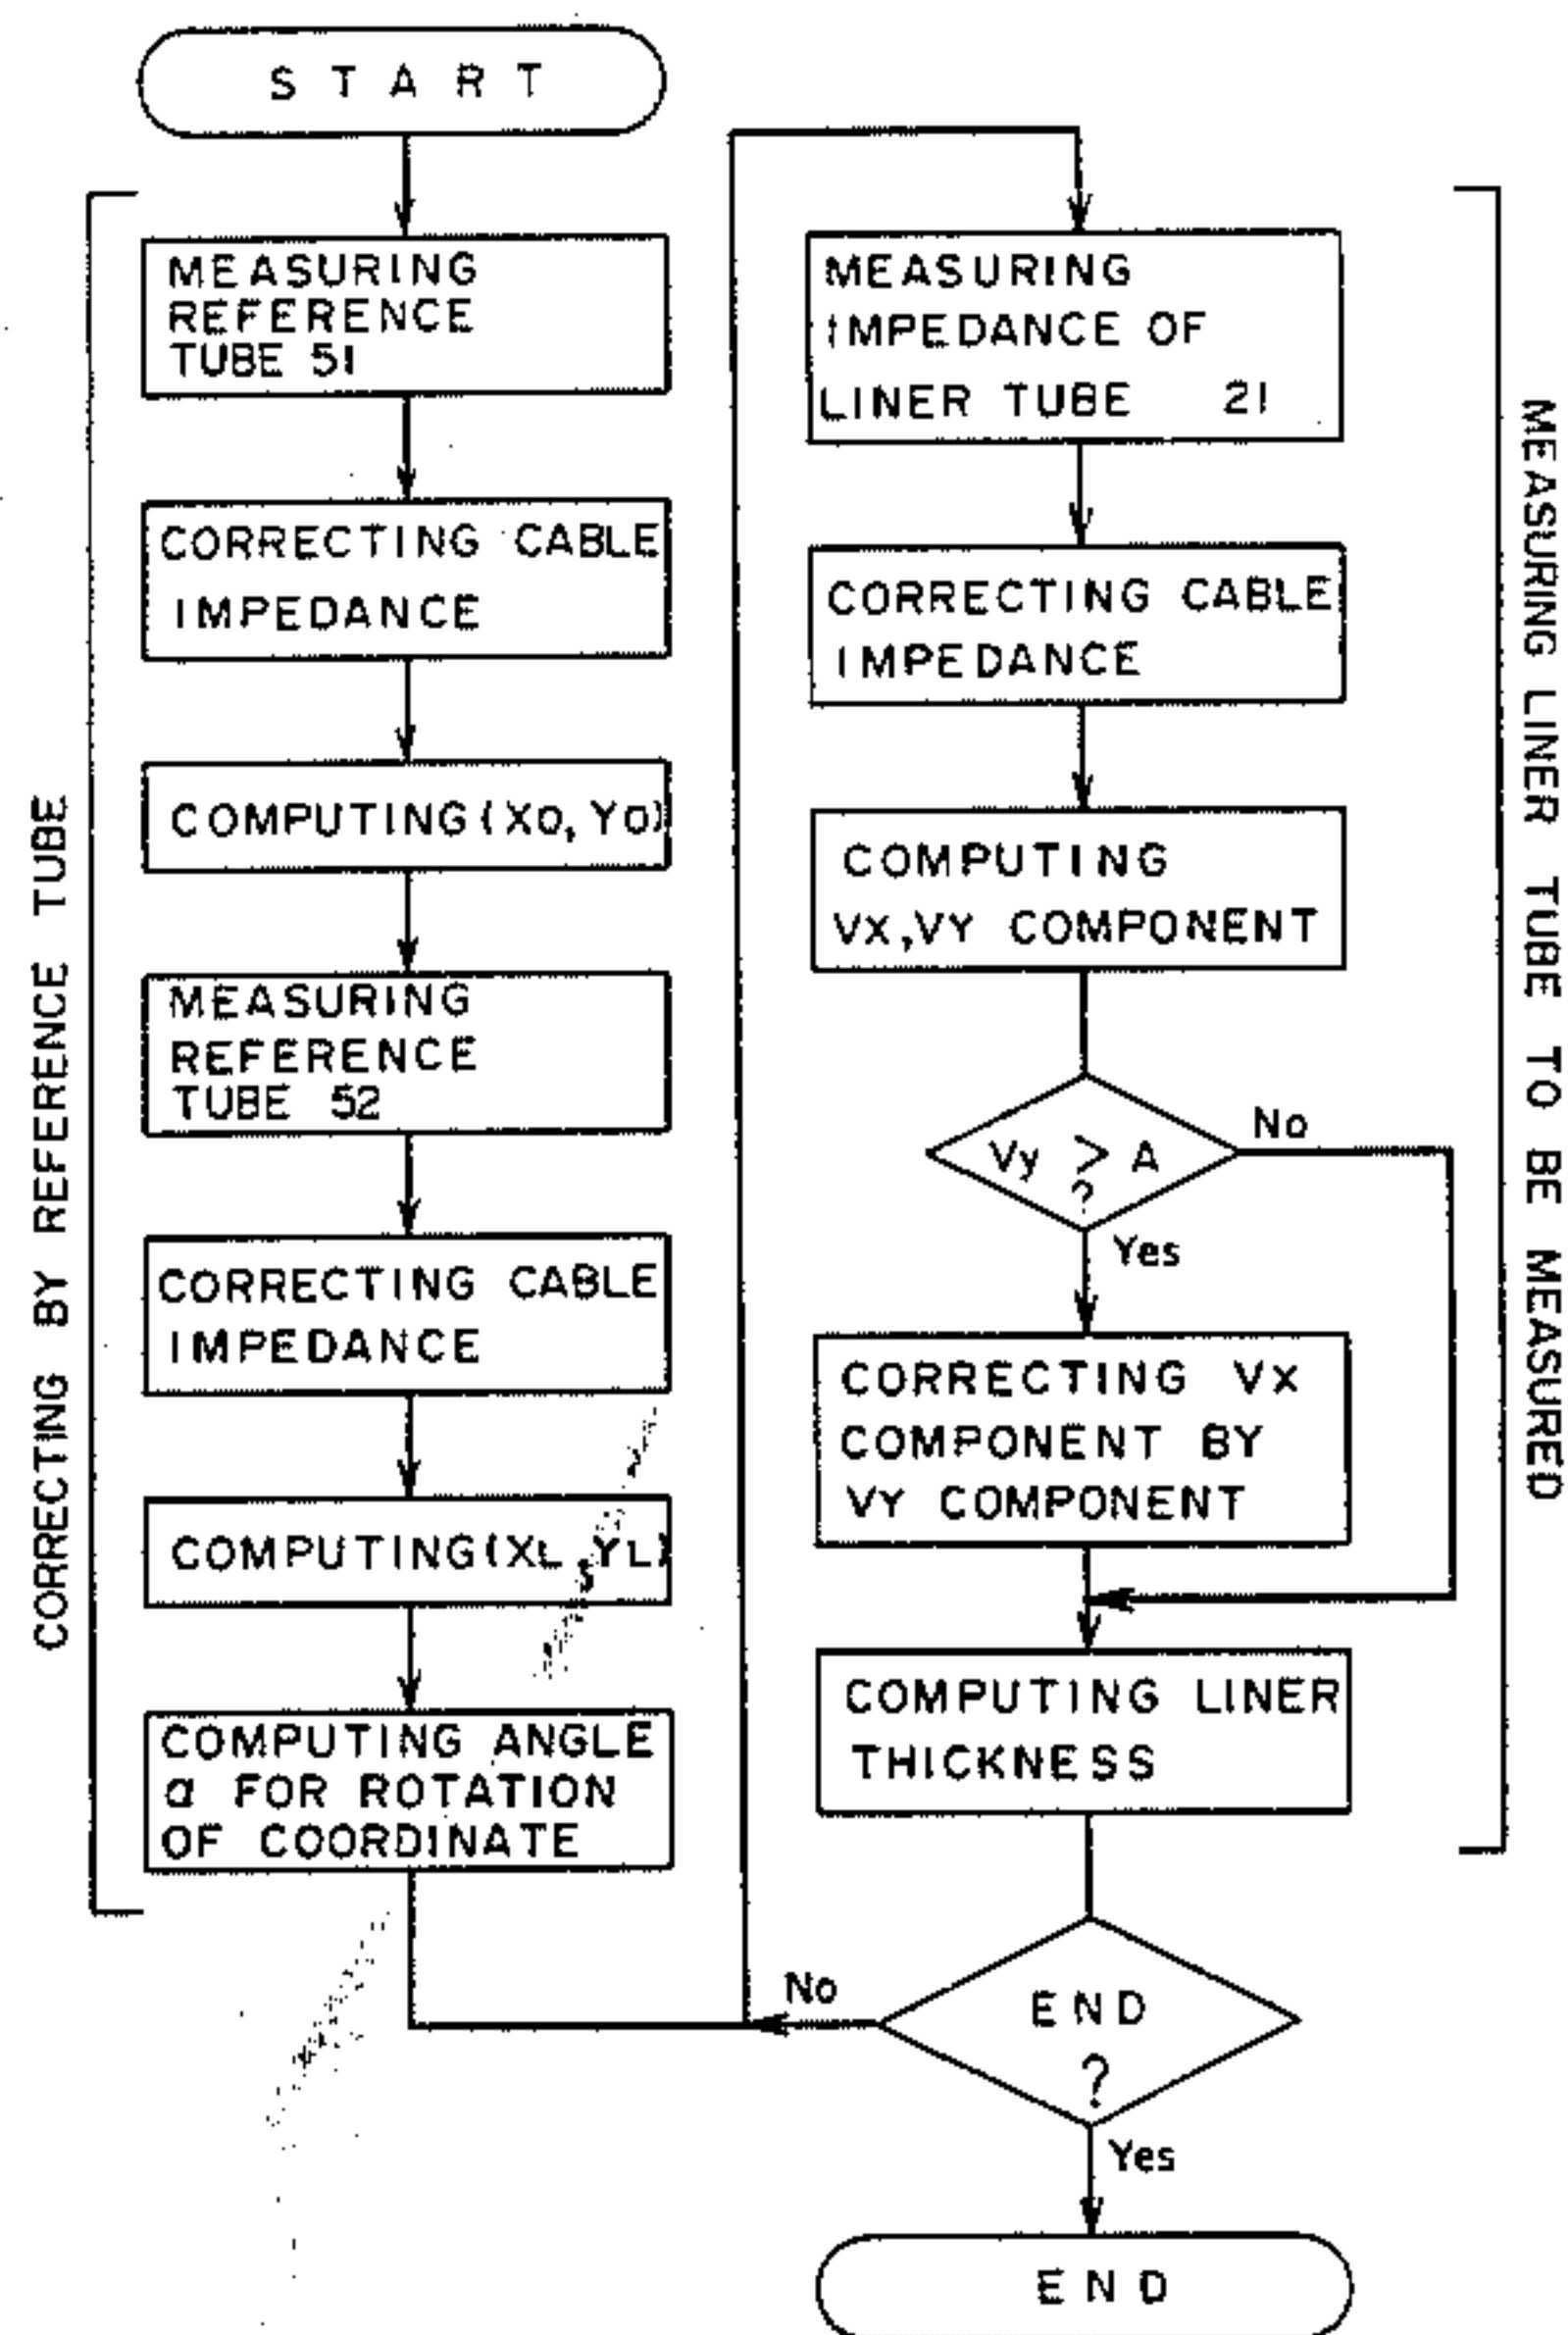 START
MEASURING
REFERENCE
TUBE 51
CORRECTING CABLE
IMPEDANCE
COMPUTING (XO, YO)
MEASURING
REFERENCE
TUBE 52
CORRECTING CABLE
IMPEDANCE
COMPUTING (XL, YL)
COMPUTING ANGLE
α FOR ROTATION
OF COORDINATE
CORRECTING BY REFERENCE TUBE
MEASURING
IMPEDANCE OF
LINER TUBE 21
CORRECTING CABLE
IMPEDANCE
COMPUTING
VX, VY COMPONENT
Vy > A
?
No
Yes
CORRECTING VX
COMPONENT BY
VY COMPONENT
COMPUTING LINER
THICKNESS
END
?
No
Yes
END
MEASURING LINER TUBE TO BE MEASURED